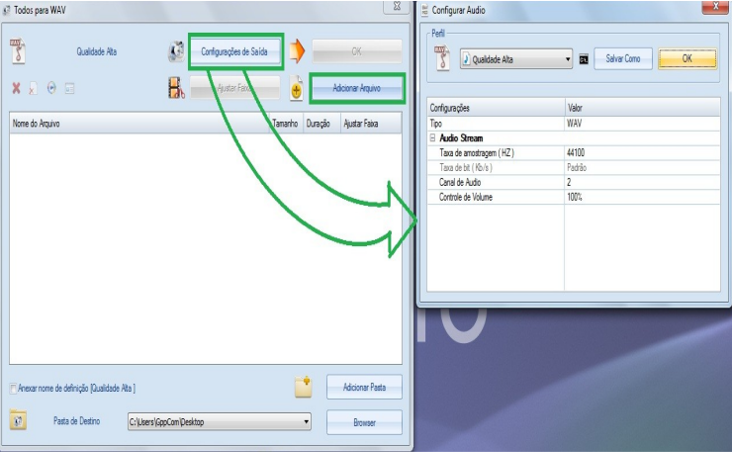 Todos para WAV
Qualidade Alta
Configurações de Saída
OK
Ajustar Faixa
Adicionar Arquivo
Nome do Arquivo Tamanho Duração Ajustar Faixa
Anexar nome de definição [Qualidade Alta ]
Adicionar Pasta
Pasta de Destino C:\Users\GppCom\Desktop Browser
Configurar Audio
Perfil
Qualidade Alta Salvar Como OK
Configurações Valor
Tipo WAV
Audio Stream
Taxa de amostragem ( HZ ) 44100
Taxa de bit ( Kb/s ) Padrão
Canal de Audio 2
Controle de Volume 100%